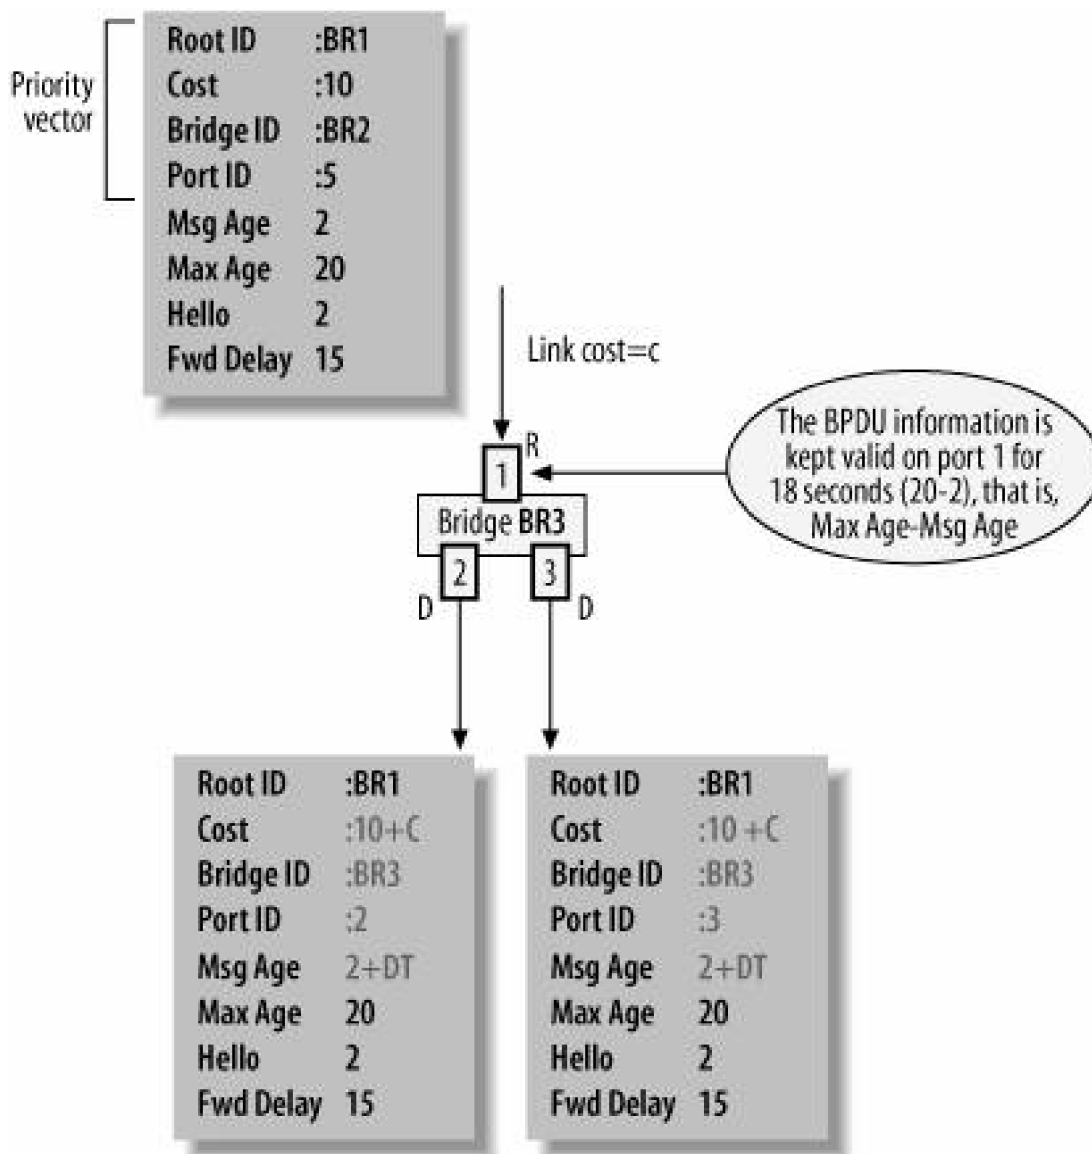 Priority
vector
Root ID :BR1
Cost :10
Bridge ID :BR2
Port ID :5
Msg Age 2
Max Age 20
Hello 2
Fwd Delay 15
Link cost=c
The BPDU information is
kept valid on port 1 for
18 seconds (20-2), that is,
Max Age-Msg Age
R
1
Bridge BR3
2
3
D
D
Root ID :BR1
Cost :10+C
Bridge ID :BR3
Port ID :2
Msg Age 2+DT
Max Age 20
Hello 2
Fwd Delay 15
Root ID :BR1
Cost :10 +C
Bridge ID :BR3
Port ID :3
Msg Age 2+DT
Max Age 20
Hello 2
Fwd Delay 15